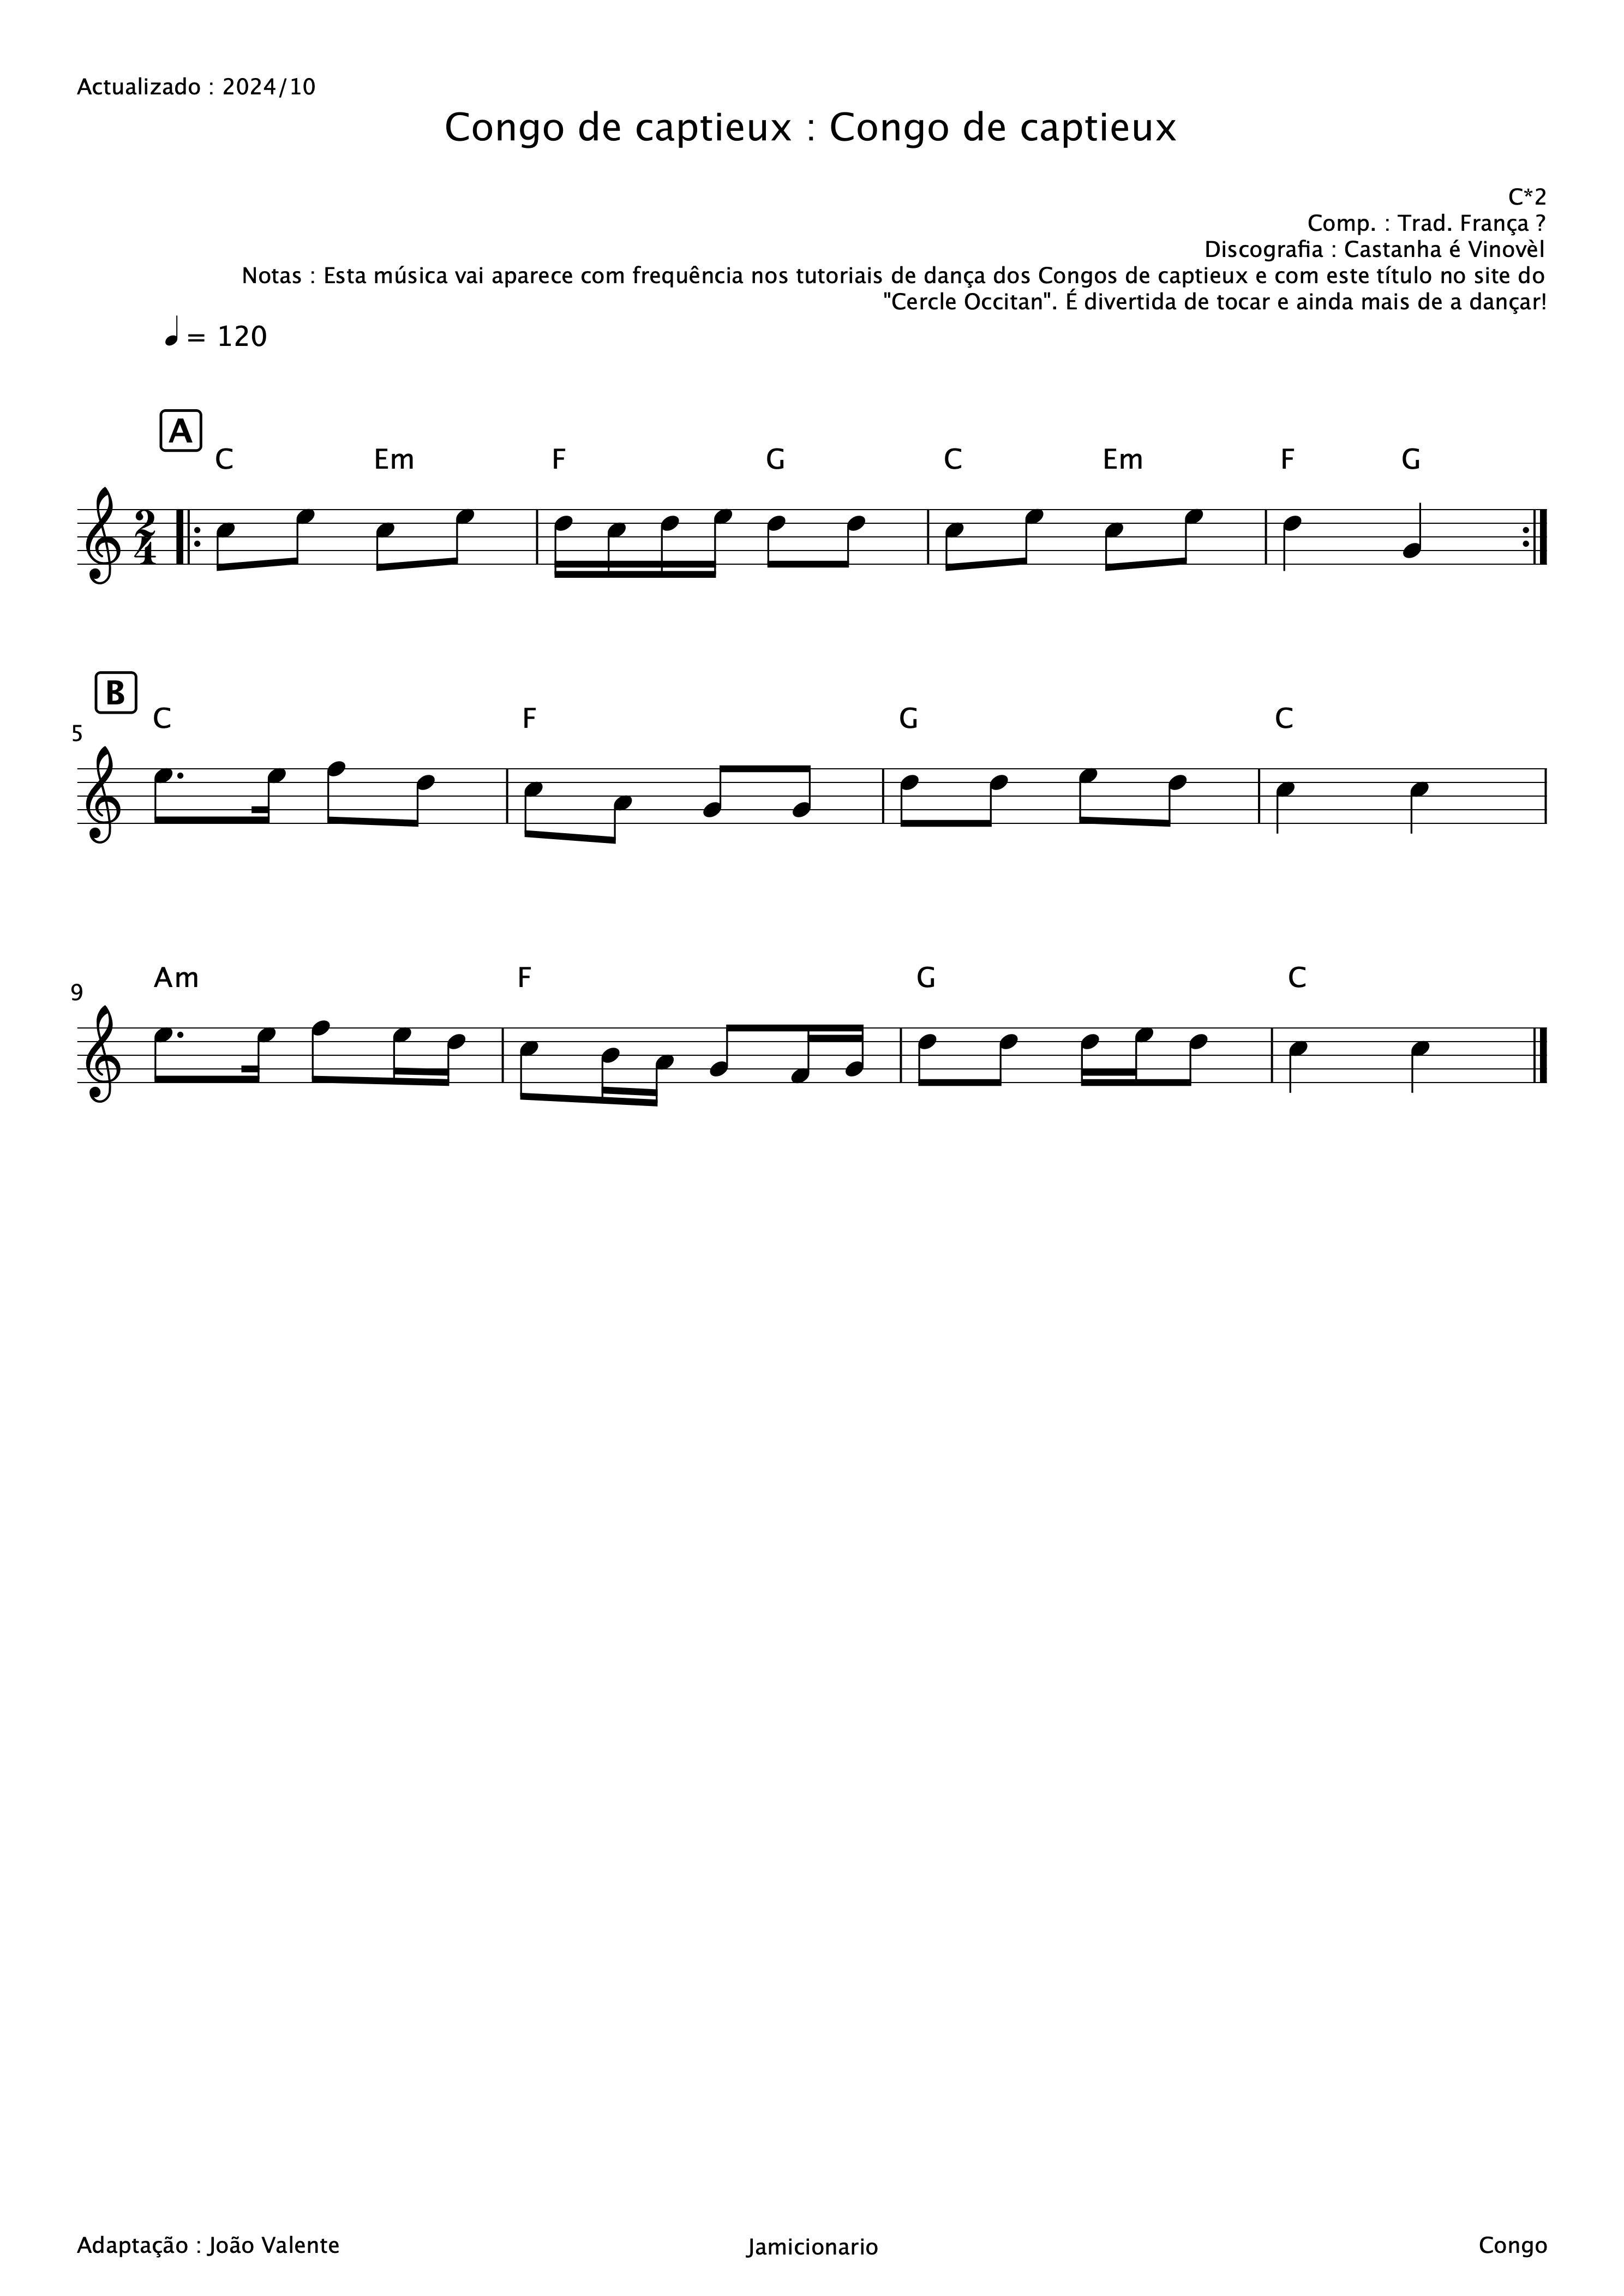 Actualizado : 2024/10
Congo de captieux : Congo de captieux
C*2
Comp. : Trad. França ?
Discografia : Castanha é Vinovèl
Notas : Esta música vai aparece com frequência nos tutoriais de dança dos Congos de captieux e com este título no site do
"Cercle Occitan". É divertida de tocar e ainda mais de a dançar!
= 120
A
C Em F G C Em F G
2
4
B
C F G C
5
Am F G C
9
Adaptação : João Valente Jamicionario Congo